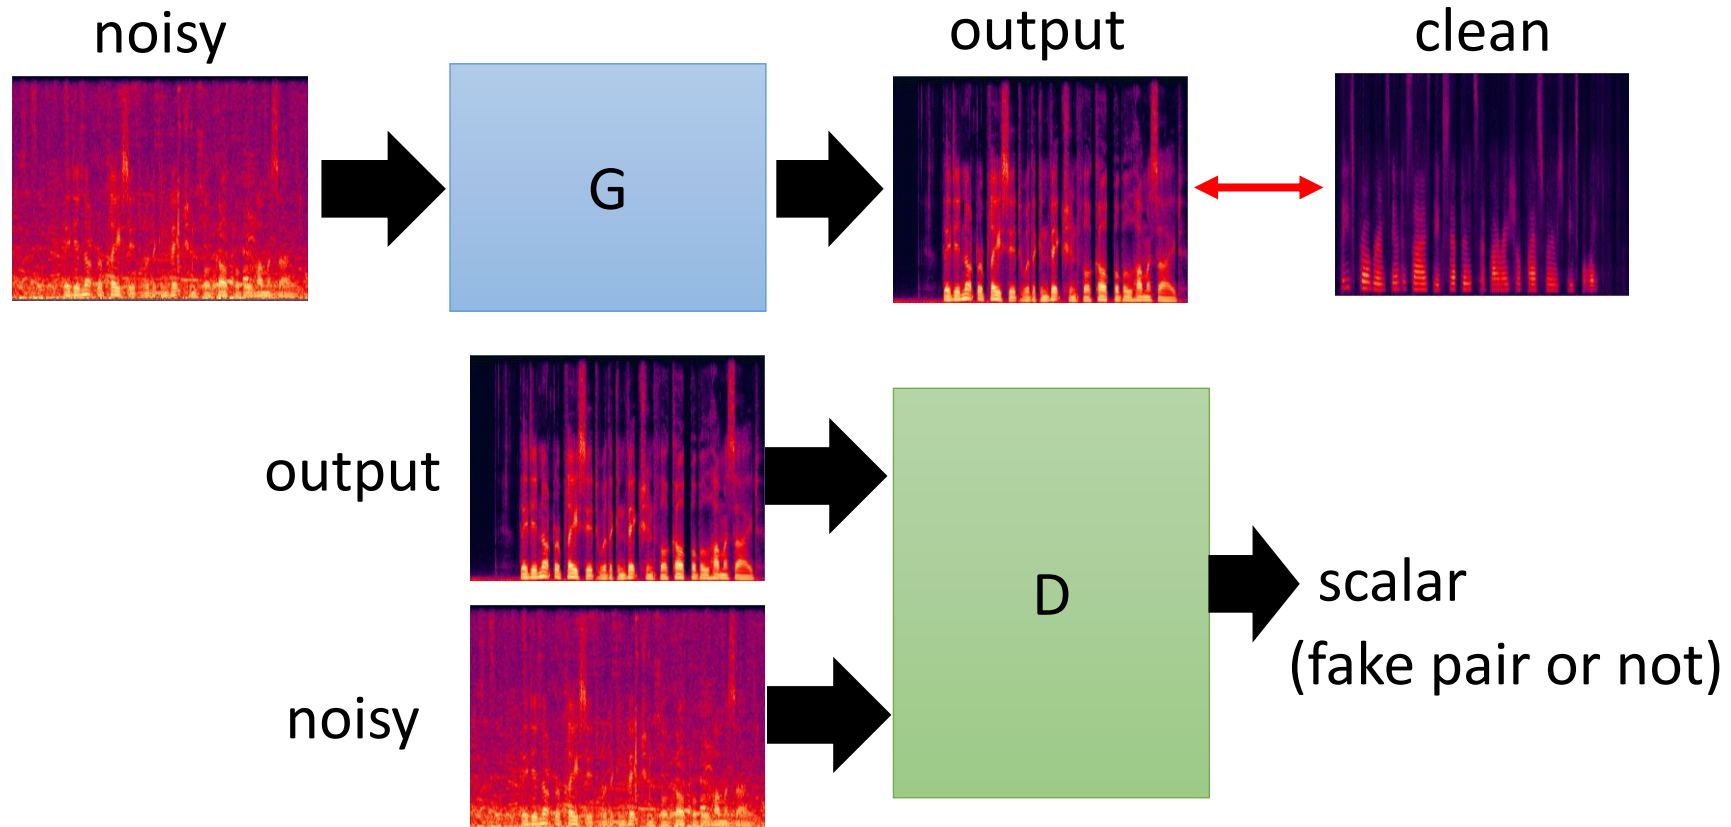 noisy
output
clean
G
output
D
scalar
(fake pair or not)
noisy